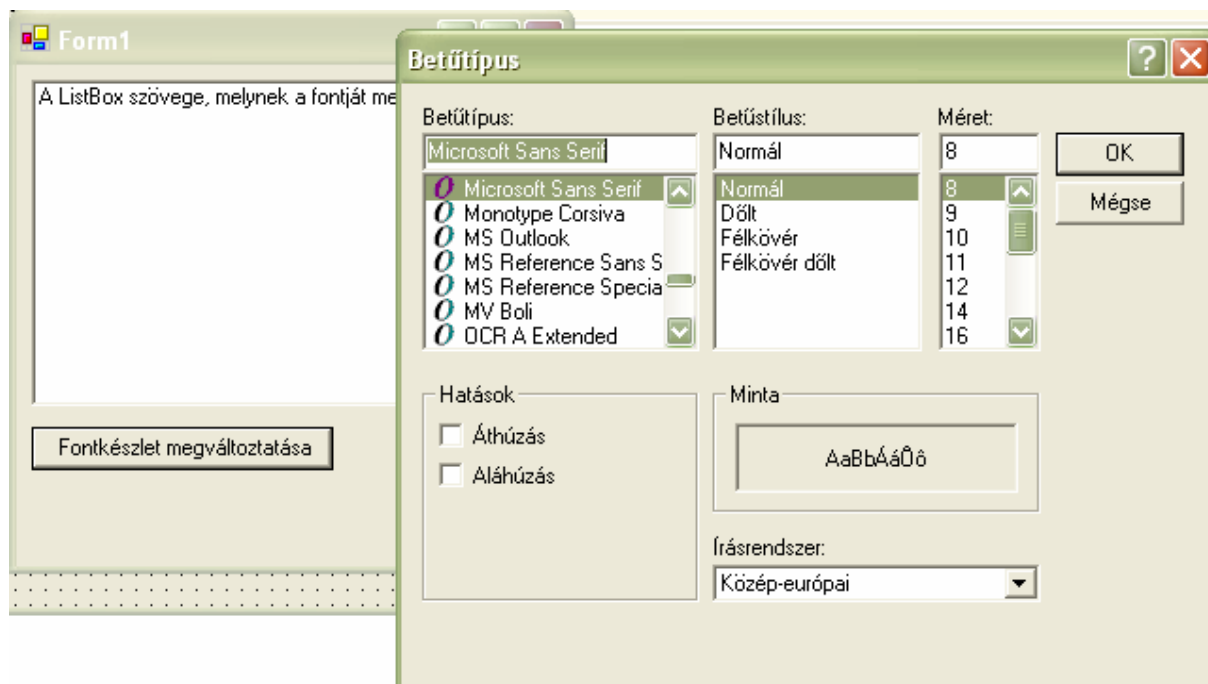 Form1
A ListBox szövege, melynek a fontját me
Fontkészlet megváltoztatása
Betűtípus
Betűtípus:
Microsoft Sans Serif
Microsoft Sans Serif
Monotype Corsiva
MS Outlook
MS Reference Sans S
MS Reference Specia
MV Boli
OCR A Extended
Betűstílus:
Normál
Normál
Dőlt
Félkövér
Félkövér dőlt
Méret:
8
8
9
10
11
12
14
16
OK
Mégse
Hatások
Áthúzás
Aláhúzás
Minta
AaBbÁáŰô
Írásrendszer:
Közép-európai